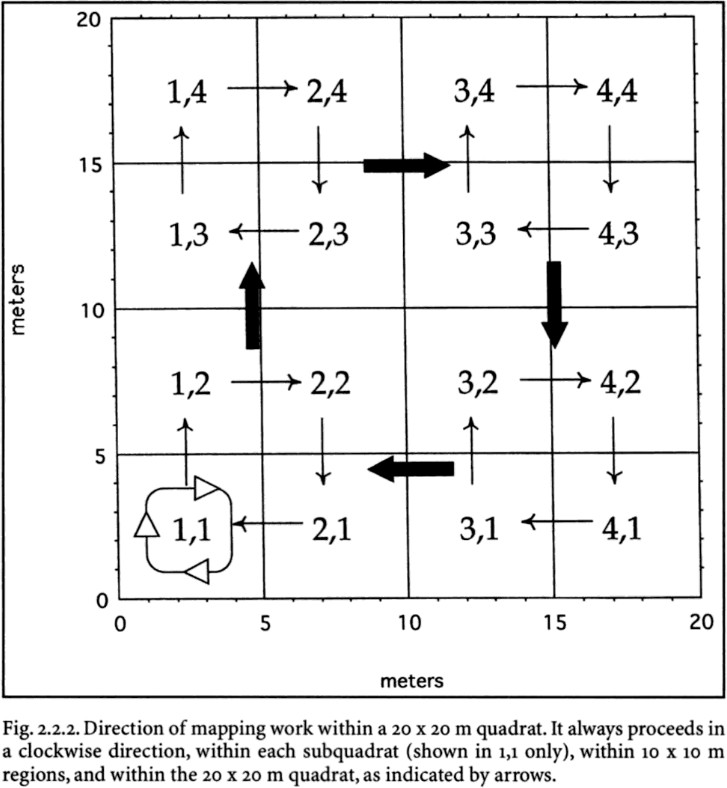 20
1,4 2,4 3,4 4,4
15
1,3 2,3 3,3 4,3
meters
10
1,2 2,2 3,2 4,2
5
1,1 2,1 3,1 4,1
0
0 5 10 15 20
meters
Fig. 2.2.2. Direction of mapping work within a 20 x 20 m quadrat. It always proceeds in
a clockwise direction, within each subquadrat (shown in 1,1 only), within 10 x 10 m
regions, and within the 20 x 20 m quadrat, as indicated by arrows.